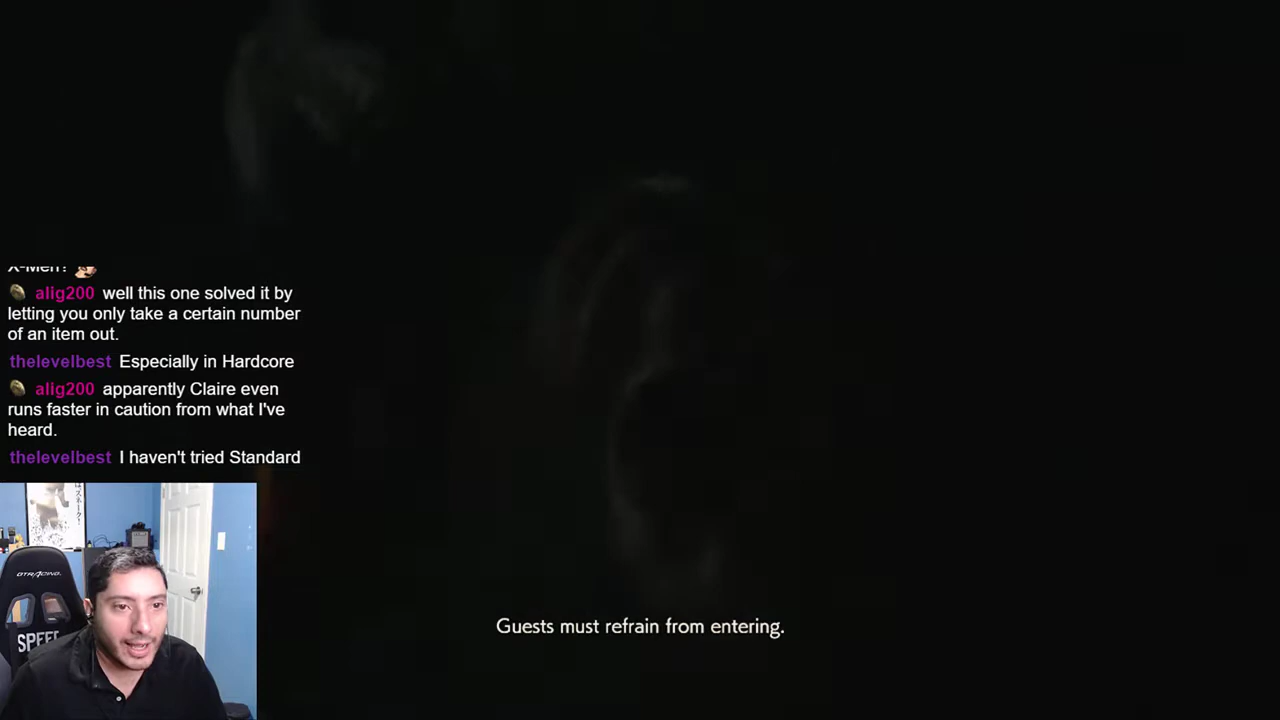 X-Men?
alig200 well this one solved it by
letting you only take a certain number
of an item out.
thelevelbest Especially in Hardcore
alig200 apparently Claire even
runs faster in caution from what I've
heard.
thelevelbest I haven't tried Standard
GTRACING
SPEED
Guests must refrain from entering.